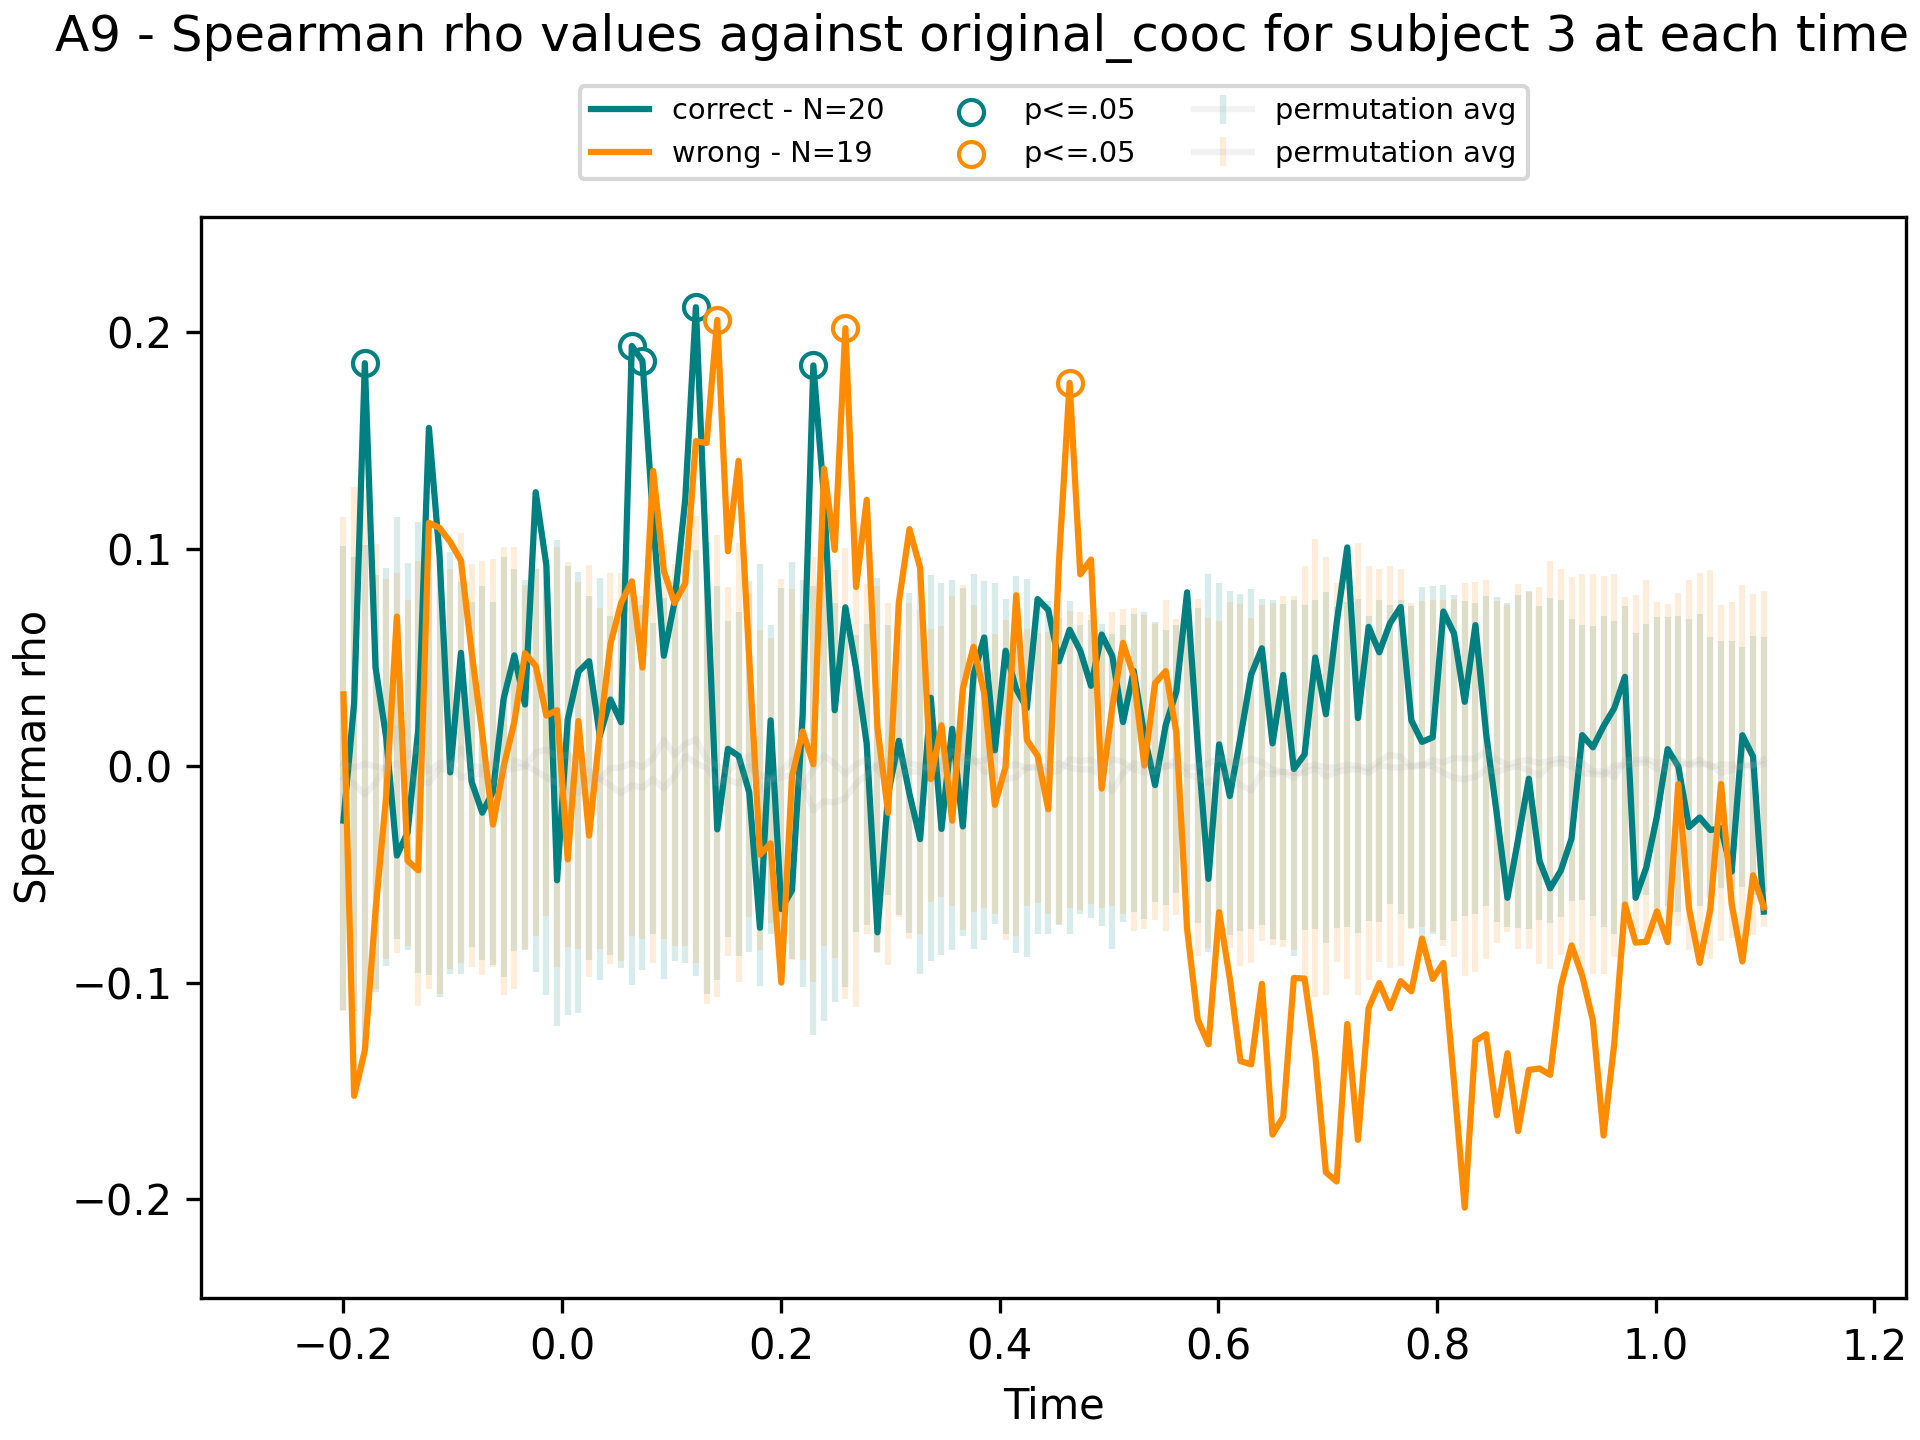 A9 - Spearman rho values against original_cooc for subject 3 at each time
correct - N=20
wrong - N=19
p<=.05
p<=.05
permutation avg
permutation avg
Spearman rho
0.2
0.1
0.0
−0.1
−0.2
−0.2 0.0 0.2 0.4 0.6 0.8 1.0 1.2
Time